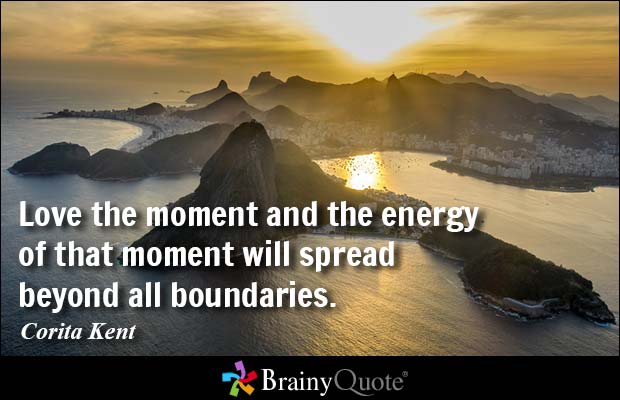 Love the moment and the energy
of that moment will spread
beyond all boundaries.
Corita Kent
BrainyQuote®